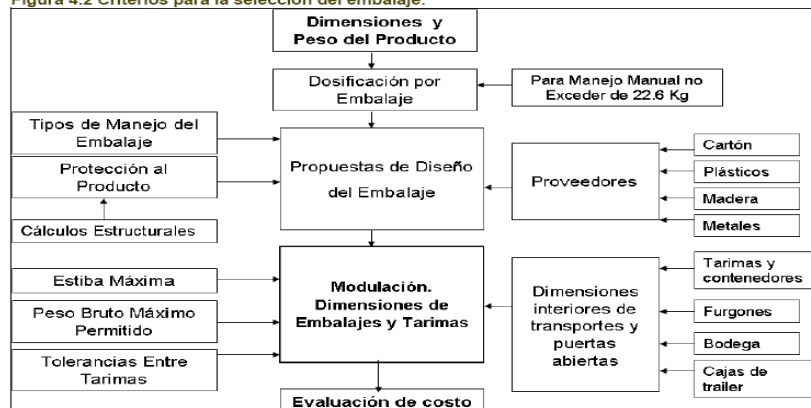 Figura 4.2 Criterios para la selección del embalaje.
Dimensiones y
Peso del Producto
Dosificación por
Embalaje
Para Manejo Manual no
Exceder de 22.6 Kg
Tipos de Manejo del
Embalaje
Protección al
Producto
Cálculos Estructurales
Propuestas de Diseño
del Embalaje
Proveedores
Cartón
Plásticos
Madera
Metales
Estiba Máxima
Peso Bruto Máximo
Permitido
Tolerancias Entre
Tarimas
Modulación.
Dimensiones de
Embalajes y Tarimas
Dimensiones
interiores de
transportes y
puertas
abiertas
Tarimas y
contenedores
Furgones
Bodega
Cajas de
trailer
Evaluación de costo